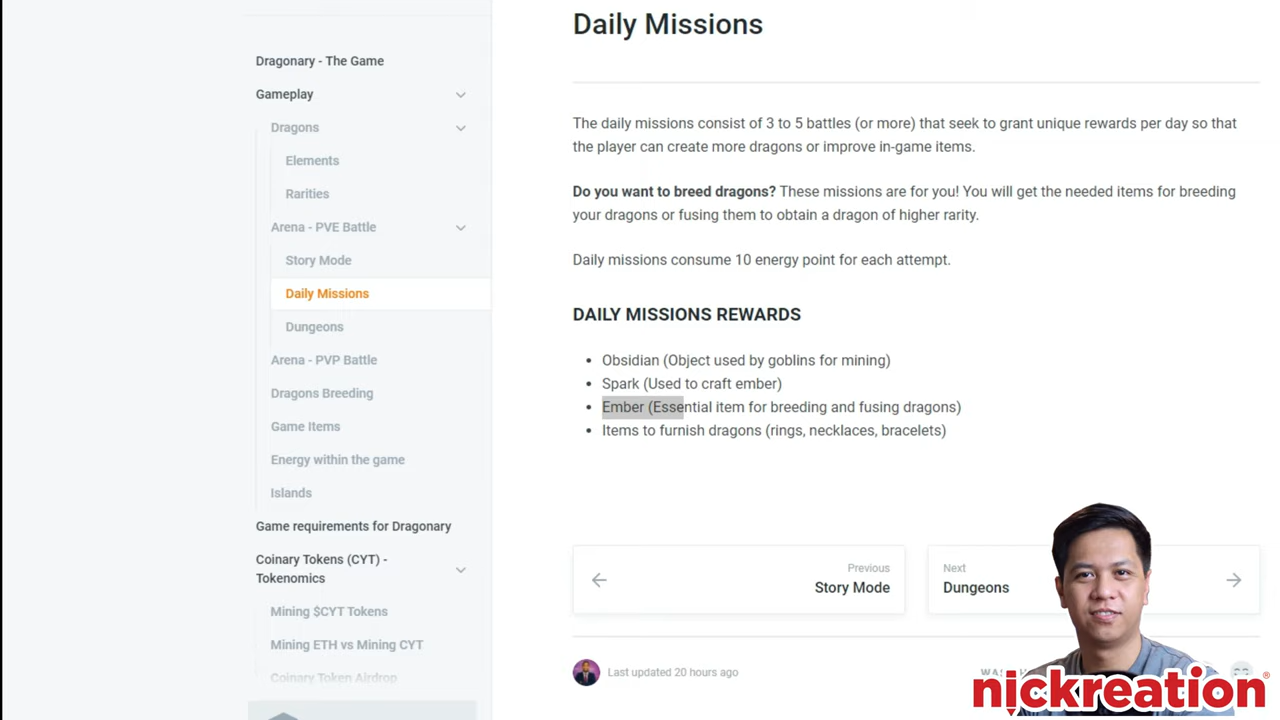 Dragonary - The Game
Gameplay
Dragons
Elements
Rarities
Arena - PVE Battle
Story Mode
Daily Missions
Dungeons
Arena - PVP Battle
Dragons Breeding
Game Items
Energy within the game
Islands
Game requirements for Dragonary
Coinary Tokens (CYT) -
Tokenomics
Mining $CYT Tokens
Mining ETH vs Mining CYT
Coinary Token Airdrop
Daily Missions
The daily missions consist of 3 to 5 battles (or more) that seek to grant unique rewards per day so that
the player can create more dragons or improve in-game items.
Do you want to breed dragons? These missions are for you! You will get the needed items for breeding
your dragons or fusing them to obtain a dragon of higher rarity.
Daily missions consume 10 energy point for each attempt.
DAILY MISSIONS REWARDS
• Obsidian (Object used by goblins for mining)
• Spark (Used to craft ember)
• Ember (Essential item for breeding and fusing dragons)
• Items to furnish dragons (rings, necklaces, bracelets)
Previous
Story Mode
Next
Dungeons
Last updated 20 hours ago
nickreation®